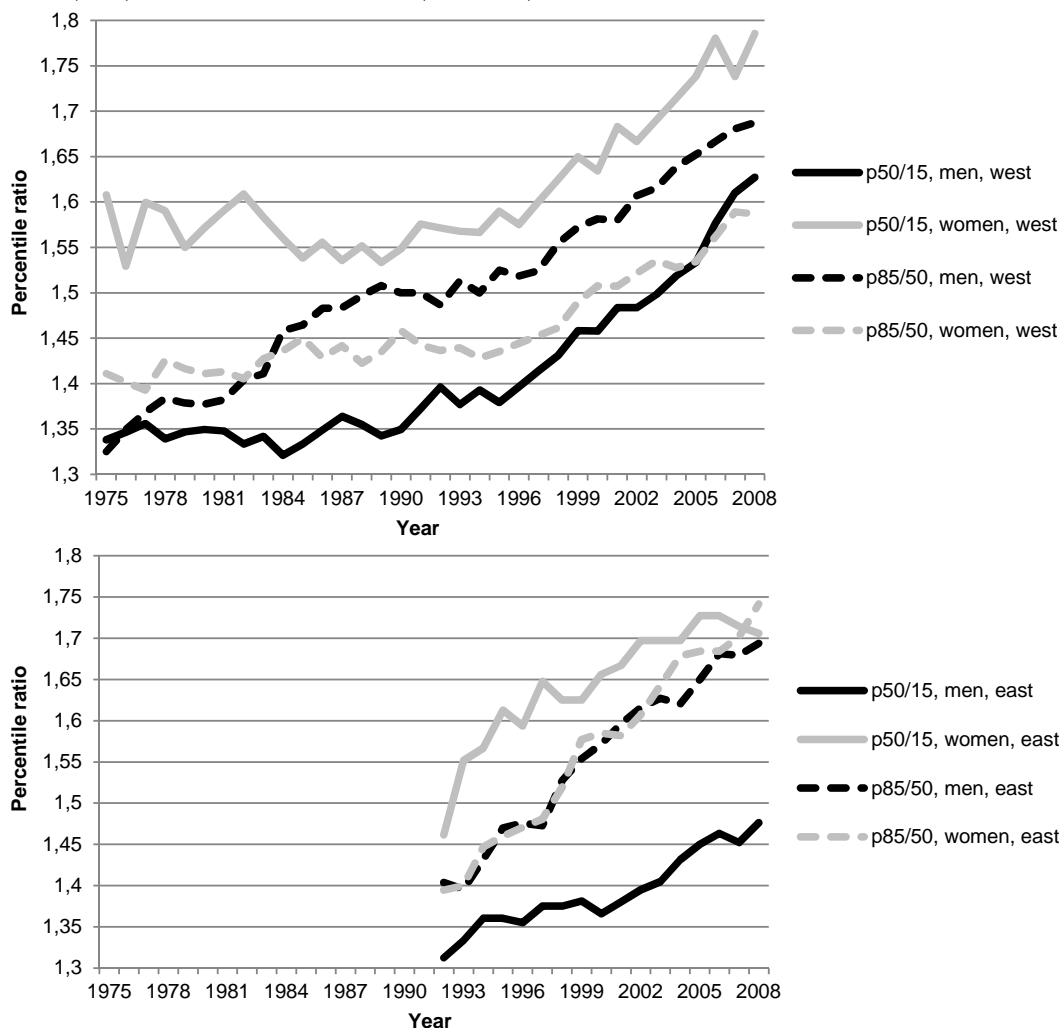 1,8
1,75
1,7
1,65
1,6
1,55
1,5
1,45
1,4
1,35
1,3
Percentile ratio
1975 1978 1981 1984 1987 1990 1993 1996 1999 2002 2005 2008
Year
p50/15, men, west
p50/15, women, west
p85/50, men, west
p85/50, women, west
1,8
1,75
1,7
1,65
1,6
1,55
1,5
1,45
1,4
1,35
1,3
Percentile ratio
1975 1978 1981 1984 1987 1990 1993 1996 1999 2002 2005 2008
Year
p50/15, men, east
p50/15, women, east
p85/50, men, east
p85/50, women, east